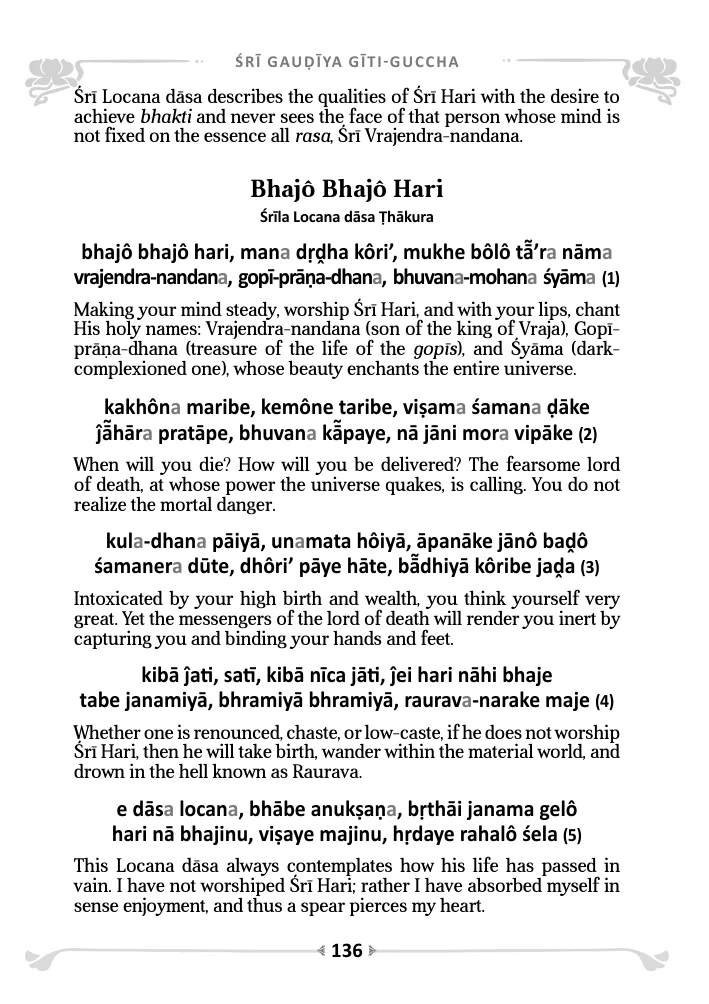 ŚRĪ GAUḌĪYA GĪTI-GUCCHA
Śrī Locana dāsa describes the qualities of Śrī Hari with the desire to
achieve bhakti and never sees the face of that person whose mind is
not fixed on the essence all rasa, Śrī Vrajendra-nandana.
Bhajô Bhajô Hari
Śrīla Locana dāsa Ṭhākura
bhajô bhajô hari, mana dṛḍ̱ha kôri’, mukhe bôlô tā̃’ra nāma
vrajendra-nandana, gopī-prāṇa-dhana, bhuvana-mohana śyāma (1)
Making your mind steady, worship Śrī Hari, and with your lips, chant
His holy names: Vrajendra-nandana (son of the king of Vraja), Gopī-
prāṇa-dhana (treasure of the life of the gopīs), and Śyāma (dark-
complexioned one), whose beauty enchants the entire universe.
kakhôna maribe, kemône taribe, viṣama śamana ḍāke
ĵā̃hāra pratāpe, bhuvana kā̃paye, nā jāni mora vipāke (2)
When will you die? How will you be delivered? The fearsome lord
of death, at whose power the universe quakes, is calling. You do not
realize the mortal danger.
kula-dhana pāiyā, unamata hôiyā, āpanāke jānô baḍ̱ô
śamanera dūte, dhôri’ pāye hāte, bā̃dhiyā kôribe jaḍ̱a (3)
Intoxicated by your high birth and wealth, you think yourself very
great. Yet the messengers of the lord of death will render you inert by
capturing you and binding your hands and feet.
kibā ĵati, satī, kibā nīca jāti, ĵei hari nāhi bhaje
tabe janamiyā, bhramiyā bhramiyā, raurava-narake maje (4)
Whether one is renounced, chaste, or low-caste, if he does not worship
Śrī Hari, then he will take birth, wander within the material world, and
drown in the hell known as Raurava.
e dāsa locana, bhābe anukṣaṇa, bṛthāi janama gelô
hari nā bhajinu, viṣaye majinu, hṛdaye rahalô śela (5)
This Locana dāsa always contemplates how his life has passed in
vain. I have not worshiped Śrī Hari; rather I have absorbed myself in
sense enjoyment, and thus a spear pierces my heart.
136